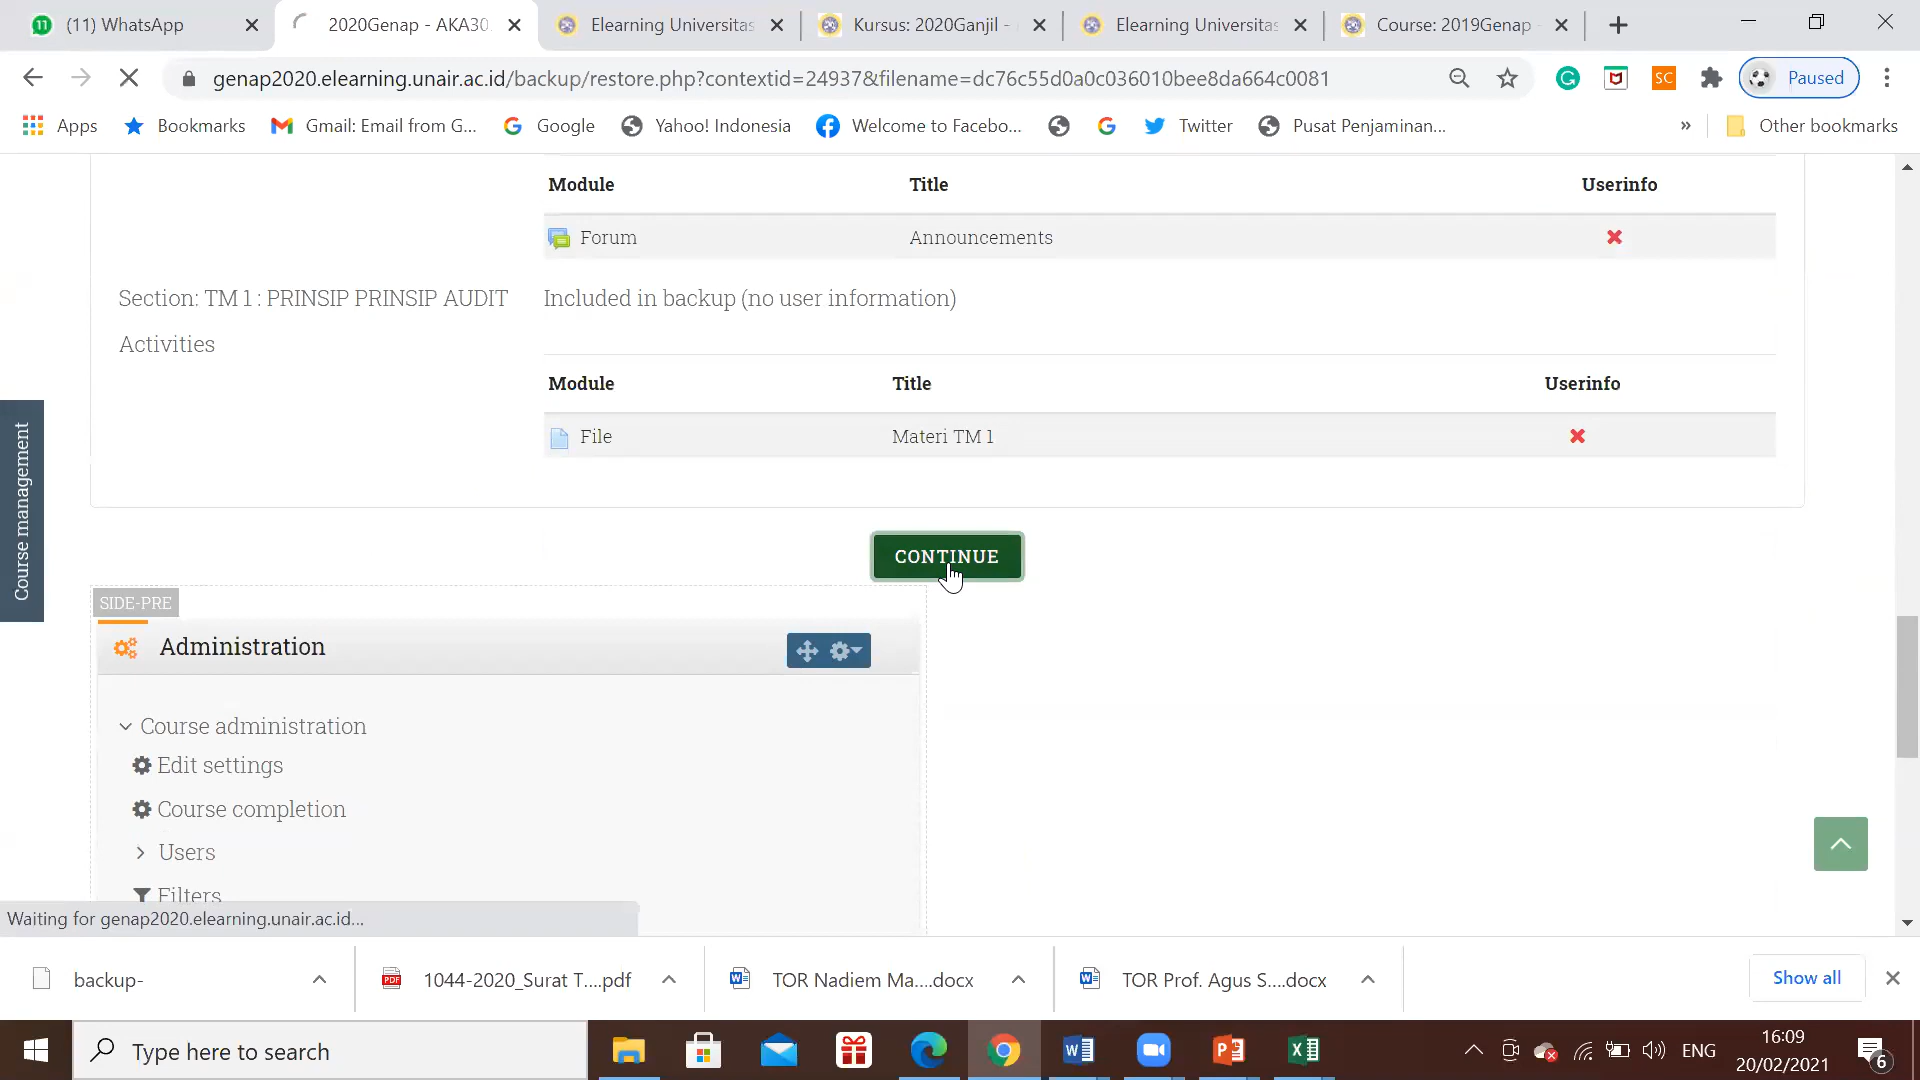 (11) WhatsApp
2020Genap - AKA30
Elearning Universitas
Kursus: 2020Ganjil -
Elearning Universitas
Course: 2019Genap -
genap2020.elearning.unair.ac.id/backup/restore.php?contextid=24937&filename=dc76c55d0a0c036010bee8da664c0081
SC
Paused
Apps
Bookmarks
Gmail: Email from G...
Google
Yahoo! Indonesia
Welcome to Facebo...
Twitter
Pusat Penjaminan...
»
Other bookmarks
Module Title Userinfo
Forum Announcements
Section: TM 1 : PRINSIP PRINSIP AUDIT Included in backup (no user information)
Activities
Module Title Userinfo
File Materi TM 1
Course management
CONTINUE
SIDE-PRE
Administration
Course administration
Edit settings
Course completion
Users
Filters
Waiting for genap2020.elearning.unair.ac.id...
backup-
1044-2020_Surat T....pdf
TOR Nadiem Ma....docx
TOR Prof. Agus S....docx
Show all
Type here to search
ENG
16:09
20/02/2021
6